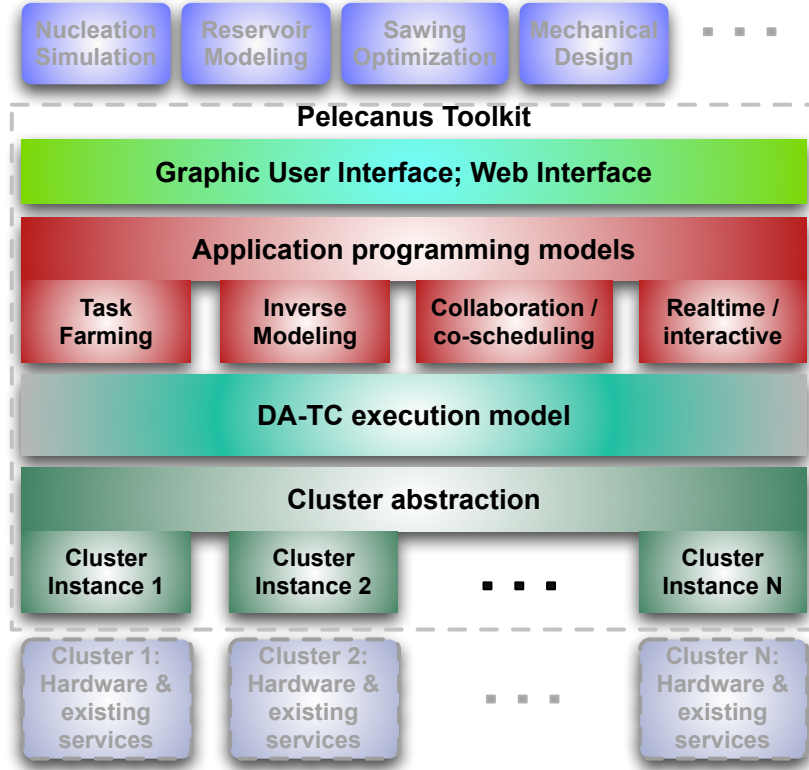 Nucleation Simulation
Reservoir Modeling
Sawing Optimization
Mechanical Design
. . .
Pelecanus Toolkit
Graphic User Interface; Web Interface
Application programming models
Task Farming
Inverse Modeling
Collaboration / co-scheduling
Realtime / interactive
DA-TC execution model
Cluster abstraction
Cluster Instance 1
Cluster Instance 2
. . .
Cluster Instance N
Cluster 1: Hardware & existing services
Cluster 2: Hardware & existing services
. . .
Cluster N: Hardware & existing services